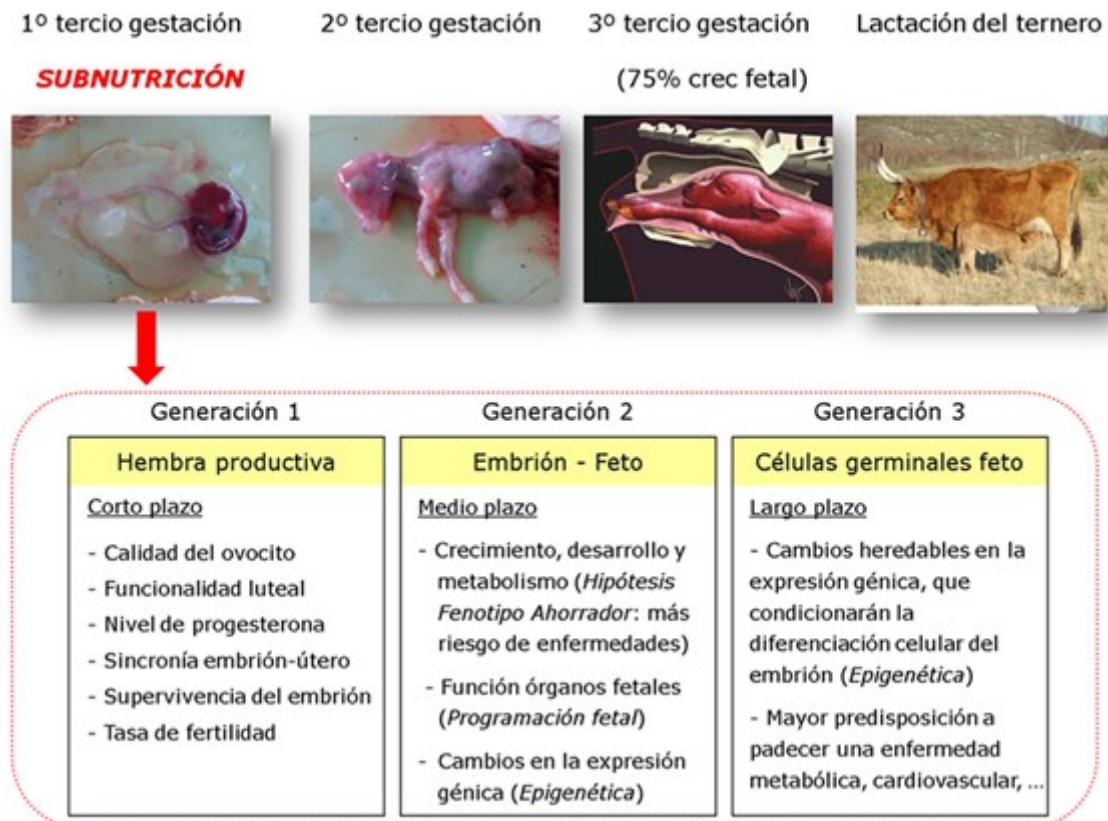 1º tercio gestación
2º tercio gestación
3º tercio gestación
Lactación del ternero
SUBNUTRICIÓN
(75% crec fetal)
Generación 1
Hembra productiva
Corto plazo
- Calidad del ovocito
- Funcionalidad luteal
- Nivel de progesterona
- Sincronía embrión-útero
- Supervivencia del embrión
- Tasa de fertilidad
Generación 2
Embrión - Feto
Medio plazo
- Crecimiento, desarrollo y
metabolismo (Hipótesis
Fenotipo Ahorrador: más
riesgo de enfermedades)
- Función órganos fetales
(Programación fetal)
- Cambios en la expresión
génica (Epigenética)
Generación 3
Células germinales feto
Largo plazo
- Cambios heredables en la
expresión génica, que
condicionarán la
diferenciación celular del
embrión (Epigenética)
- Mayor predisposición a
padecer una enfermedad
metabólica, cardiovascular, ...